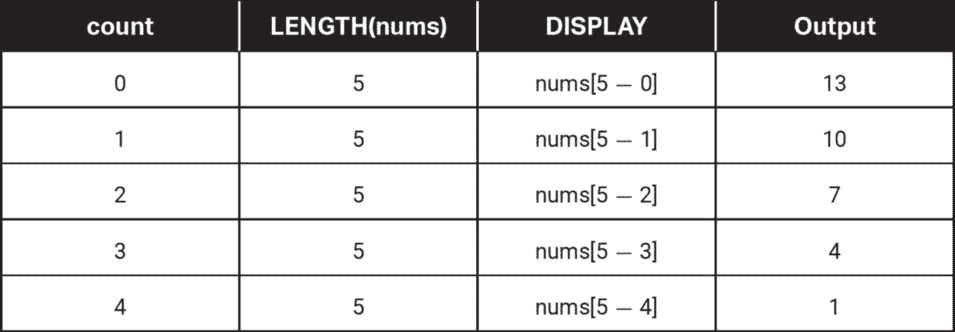 count LENGTH(nums) DISPLAY Output
0 5 nums[5 — 0] 13
1 5 nums[5 — 1] 10
2 5 nums[5 — 2] 7
3 5 nums[5 — 3] 4
4 5 nums[5 — 4] 1